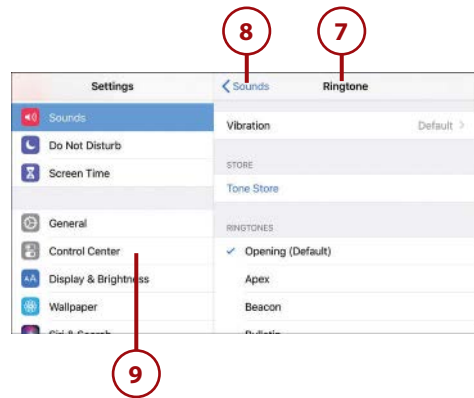 8
7
Settings
Sounds
Do Not Disturb
Screen Time
General
Control Center
Display & Brightness
Wallpaper
Sounds
Ringtone
Vibration
Default
STORE
Tone Store
RINGTONES
Opening (Default)
Apex
Beacon
9